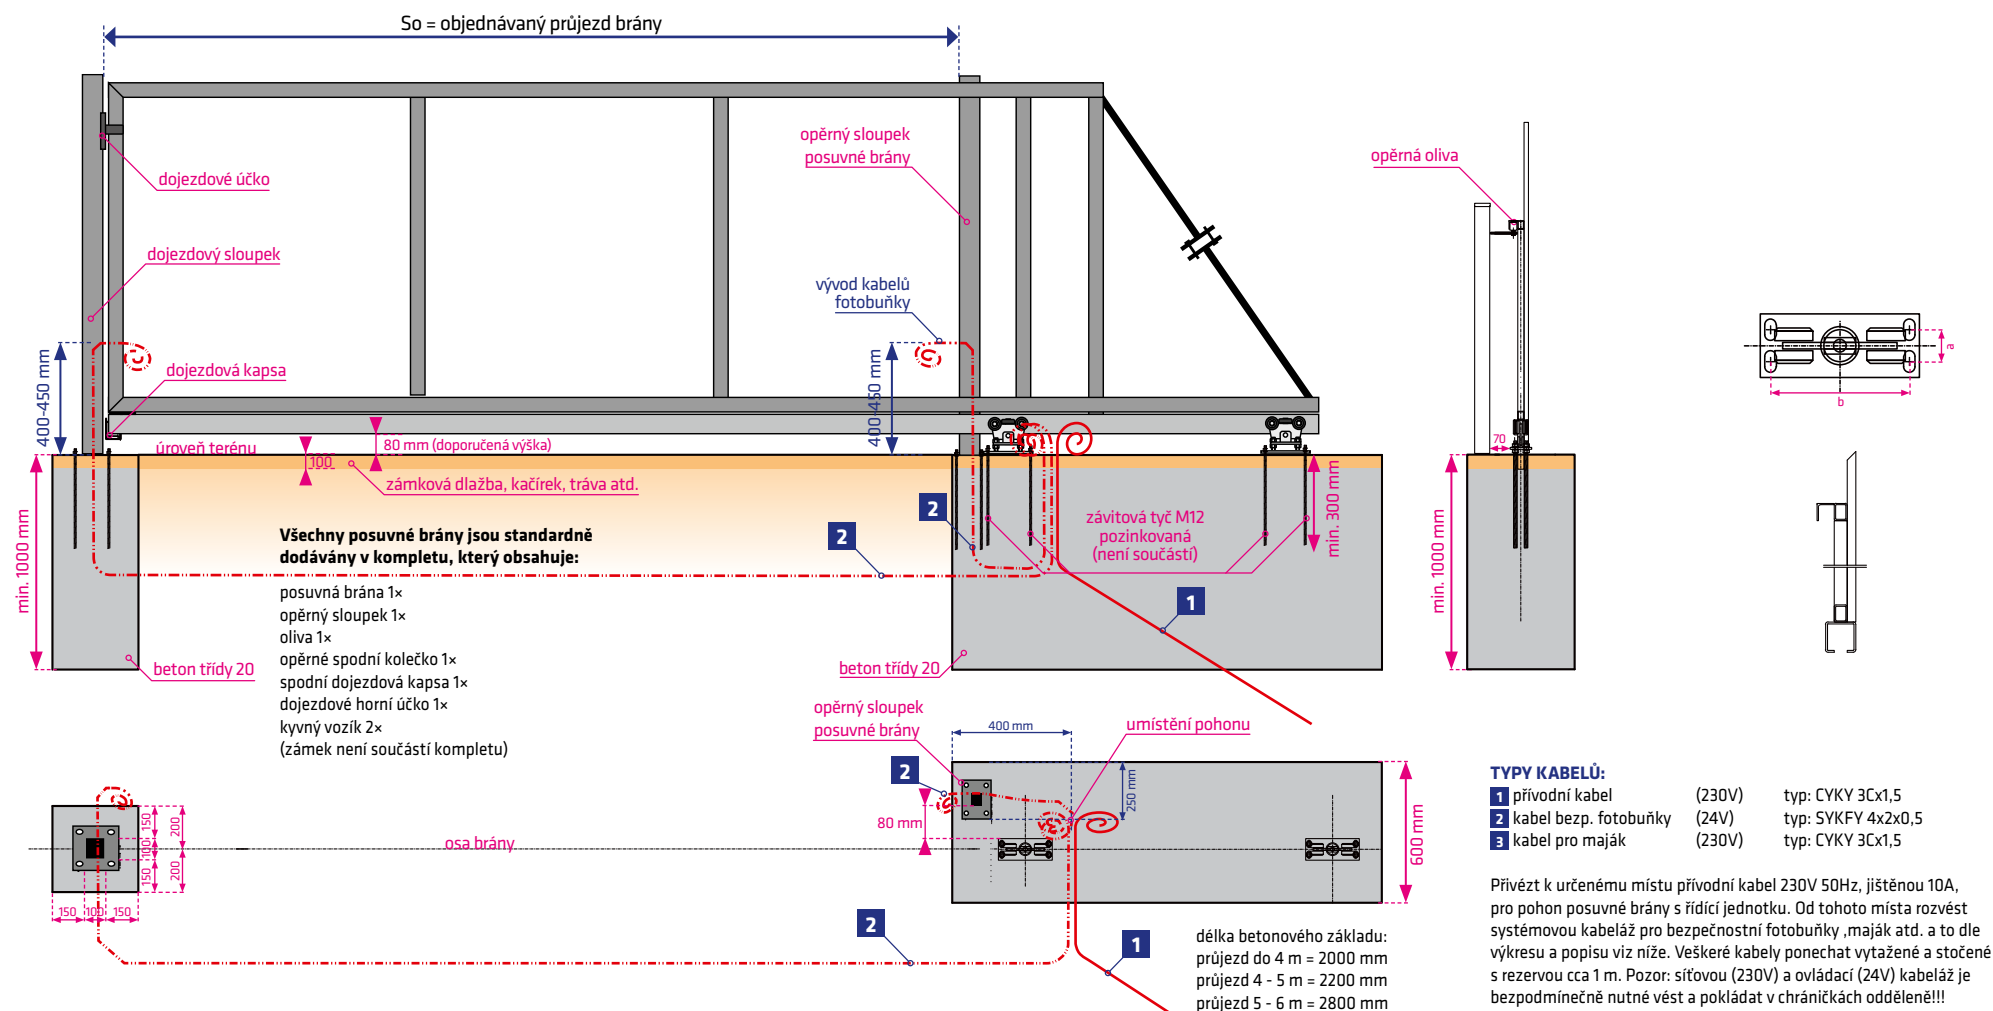 So = objednávaný průjezd brány
opěrný sloupek
posuvné brány
dojezdové účko
dojezdový sloupek
vývod kabelů
fotobuňky
dojezdová kapsa
400-450 mm
400-450 mm
úroveň terénu
80 mm (doporučená výška)
100
zámková dlažba, kačírek, tráva atd.
opěrná oliva
70
a
b
min. 1000 mm
Všechny posuvné brány jsou standardně
dodávány v kompletu, který obsahuje:
posuvná brána 1×
opěrný sloupek 1×
oliva 1×
opěrné spodní kolečko 1×
spodní dojezdová kapsa 1×
dojezdové horní účko 1×
kyvný vozík 2×
(zámek není součástí kompletu)
2
2
závitová tyč M12
pozinkovaná
(není součástí)
min. 300 mm
1
min. 1000 mm
beton třídy 20
beton třídy 20
opěrný sloupek
posuvné brány
400 mm
umístění pohonu
2
250 mm
80 mm
600 mm
osa brány
150
100
150
200
200
150
100
150
2
1
délka betonového základu:
průjezd do 4 m = 2000 mm
průjezd 4 - 5 m = 2200 mm
průjezd 5 - 6 m = 2800 mm
TYPY KABELŮ:
1 přívodní kabel (230V) typ: CYKY 3Cx1,5
2 kabel bezp. fotobuňky (24V) typ: SYKFY 4x2x0,5
3 kabel pro maják (230V) typ: CYKY 3Cx1,5
Přivézt k určenému místu přívodní kabel 230V 50Hz, jištěnou 10A,
pro pohon posuvné brány s řídící jednotku. Od tohoto místa rozvést
systémovou kabeláž pro bezpečnostní fotobuňky ,maják atd. a to dle
výkresu a popisu viz níže. Veškeré kabely ponechat vytažené a stočené
s rezervou cca 1 m. Pozor: síťovou (230V) a ovládací (24V) kabeláž je
bezpodmínečně nutné vést a pokládat v chráničkách odděleně!!!